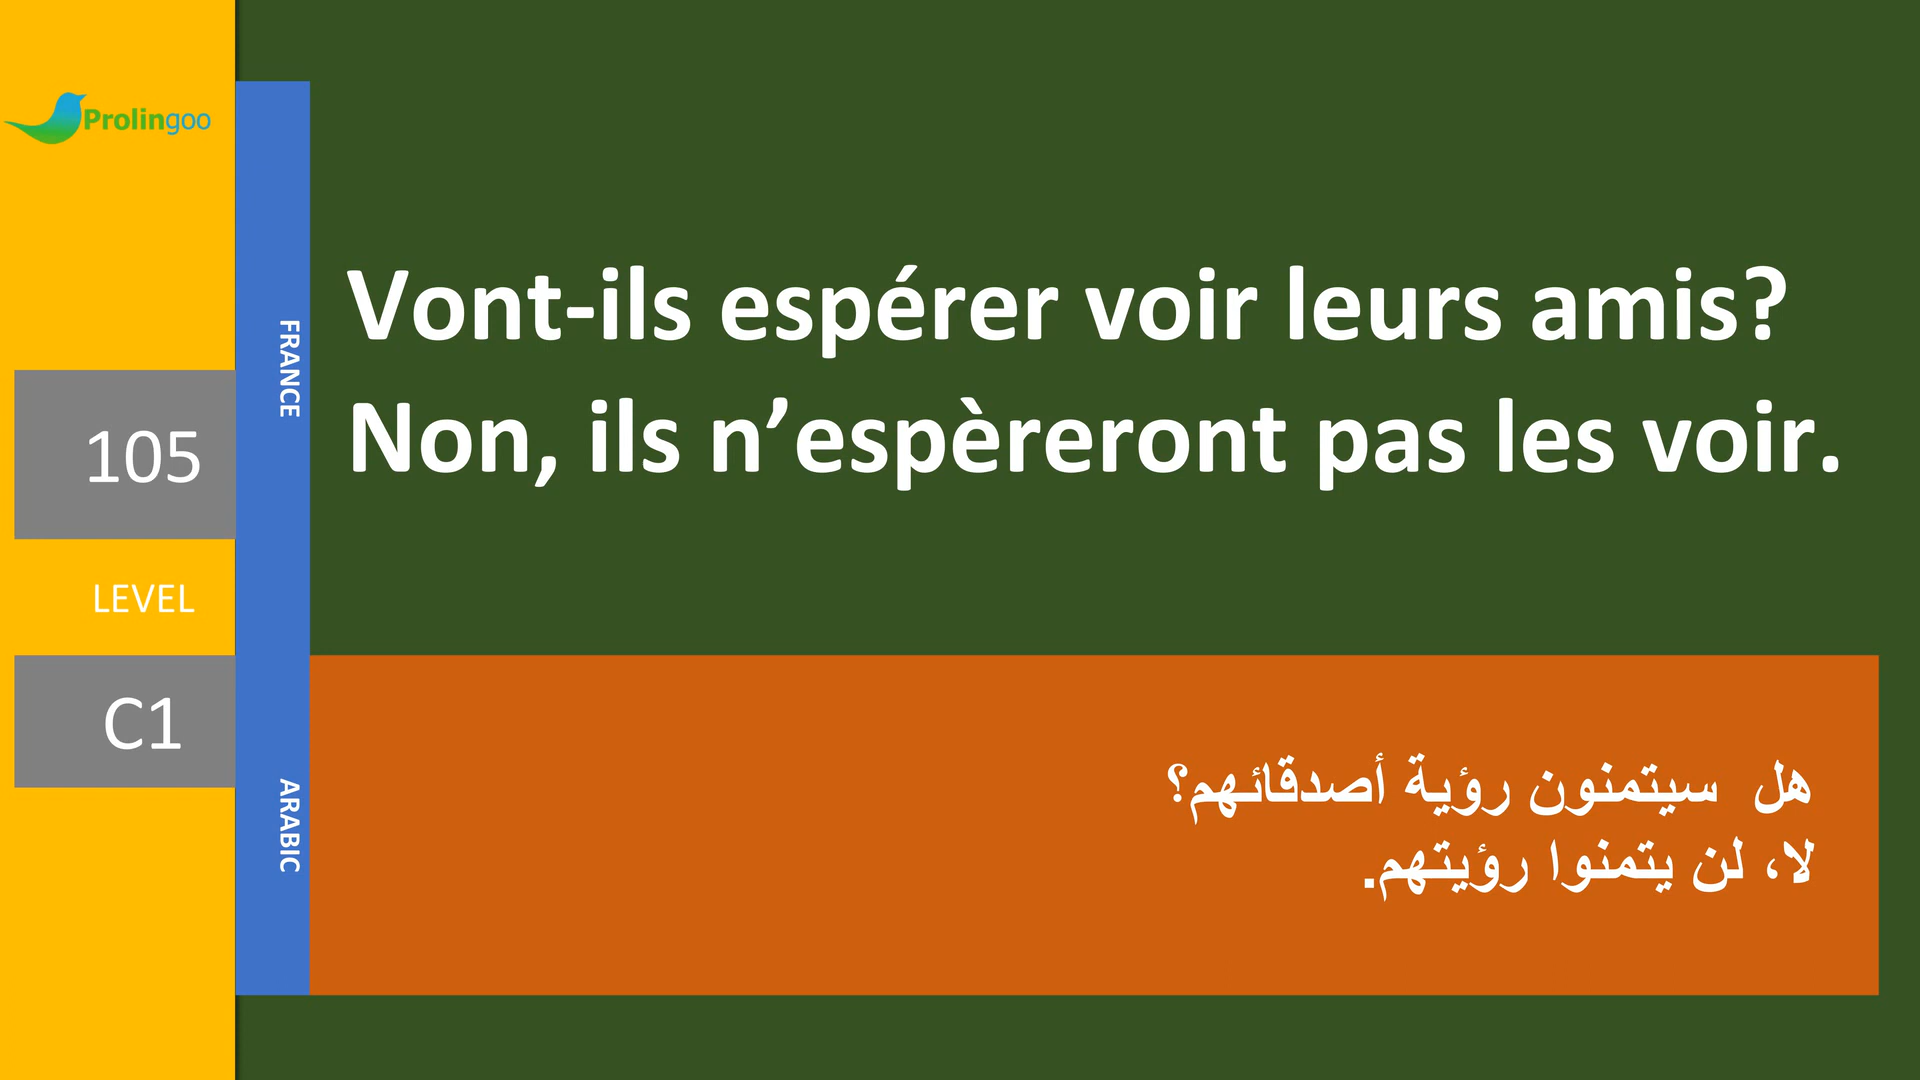 Prolingoo
FRANCE
Vont-ils espérer voir leurs amis?
Non, ils n’espèreront pas les voir.
105
LEVEL
C1
ARABIC
هل سيتمنون رؤية أصدقائهم؟
لا، لن يتمنوا رؤيتهم.